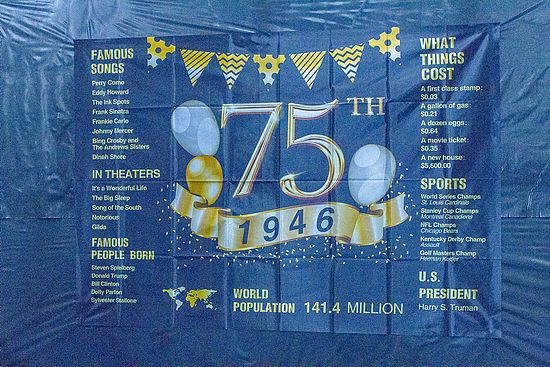 FAMOUS
SONGS
Perry Como
Eddy Howard
The Ink Spots
Frank Sinatra
Frankie Carle
Johnny Mercer
Bing Crosby and
The Andrews Sisters
Dinah Shore
IN THEATERS
It's a Wonderful Life
The Big Sleep
Song of the South
Notorious
Gilda
FAMOUS
PEOPLE BORN
Steven Spielberg
Donald Trump
Bill Clinton
Dolly Parton
Sylvester Stallone
75TH
1946
WORLD
POPULATION 141.4 MILLION
WHAT
THINGS
COST
A first class stamp:
$0.03
A gallon of gas:
$0.21
A dozen eggs:
$0.64
A movie ticket:
$0.35
A new house:
$5,600.00
SPORTS
World Series Champs
St. Louis Cardinals
Stanley Cup Champs
Montreal Canadiens
NFL Champs
Chicago Bears
Kentucky Derby Champ
Assault
Golf Masters Champ
Herman Keiser
U.S.
PRESIDENT
Harry S. Truman